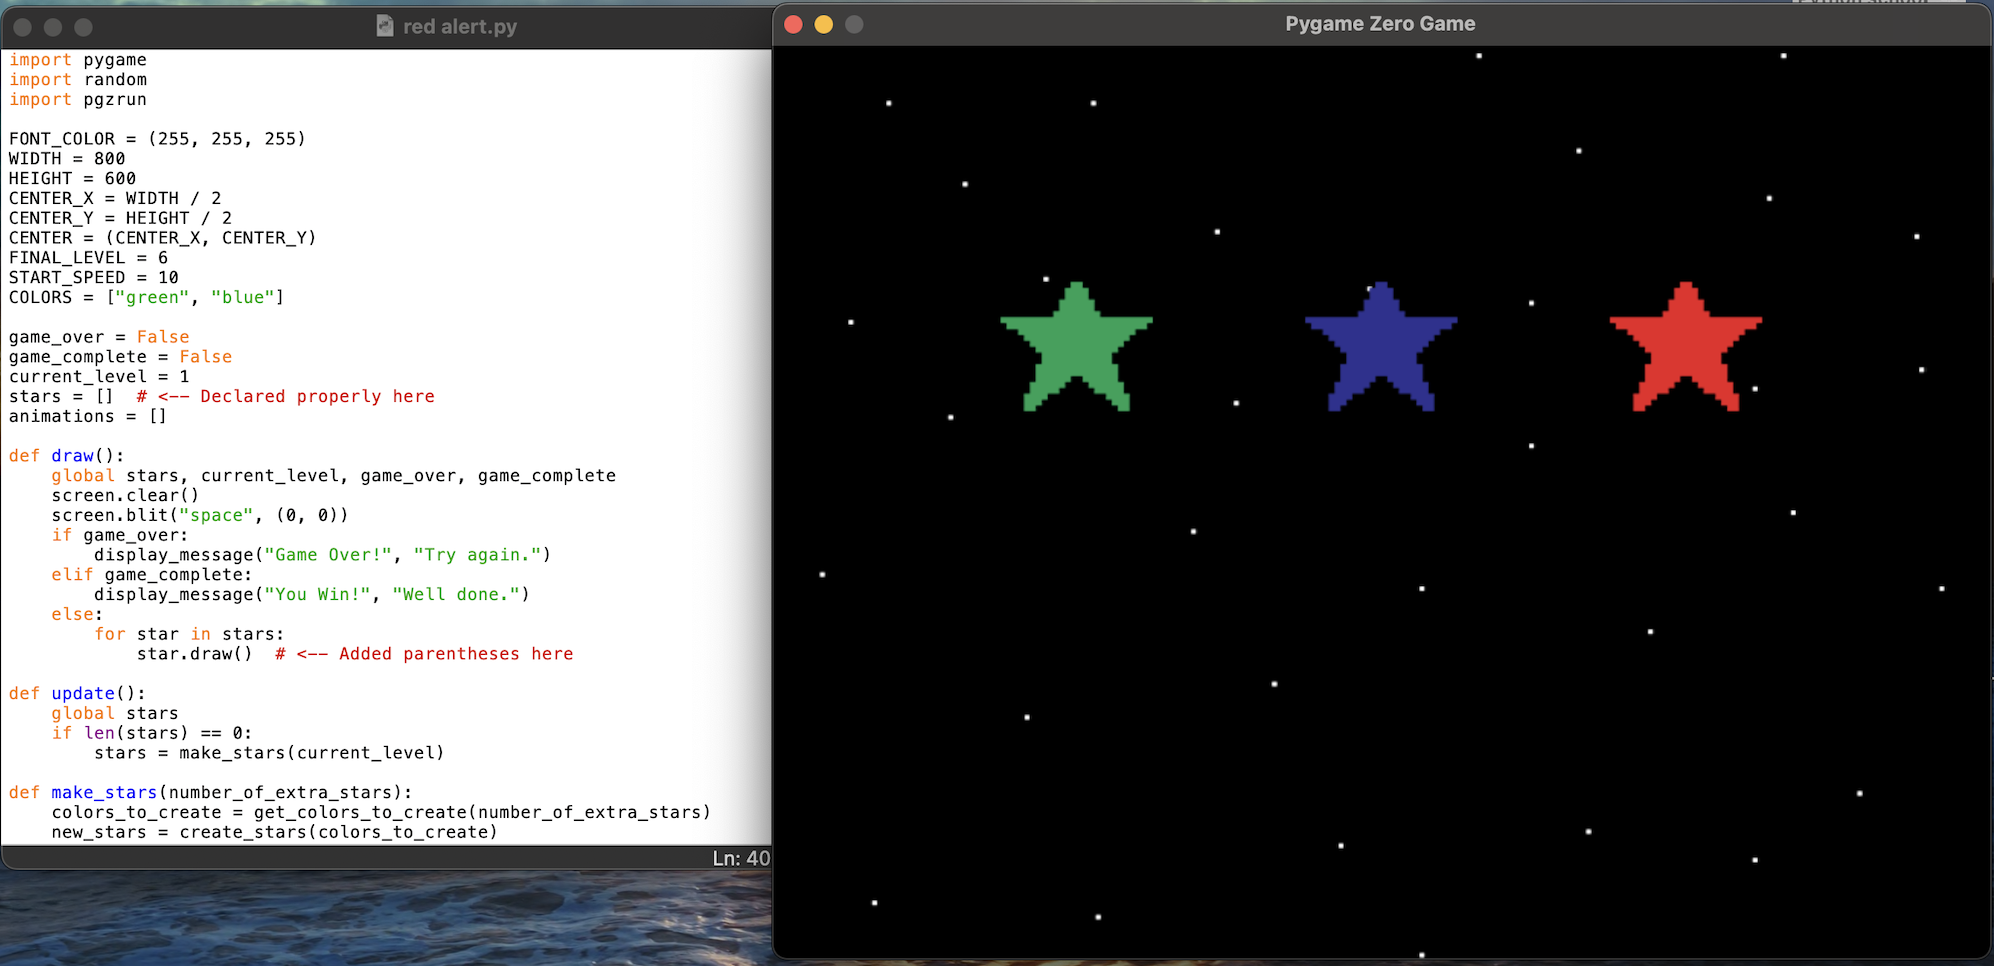 red alert.py
import pygame
import random
import pgzrun
FONT_COLOR = (255, 255, 255)
WIDTH = 800
HEIGHT = 600
CENTER_X = WIDTH / 2
CENTER_Y = HEIGHT / 2
CENTER = (CENTER_X, CENTER_Y)
FINAL_LEVEL = 6
START_SPEED = 10
COLORS = ["green", "blue"]
game_over = False
game_complete = False
current_level = 1
stars = []  # <-- Declared properly here
animations = []
def draw():
    global stars, current_level, game_over, game_complete
    screen.clear()
    screen.blit("space", (0, 0))
    if game_over:
        display_message("Game Over!", "Try again.")
    elif game_complete:
        display_message("You Win!", "Well done.")
    else:
        for star in stars:
            star.draw()  # <-- Added parentheses here
def update():
    global stars
    if len(stars) == 0:
        stars = make_stars(current_level)
def make_stars(number_of_extra_stars):
    colors_to_create = get_colors_to_create(number_of_extra_stars)
    new_stars = create_stars(colors_to_create)
Ln: 40
Pygame Zero Game